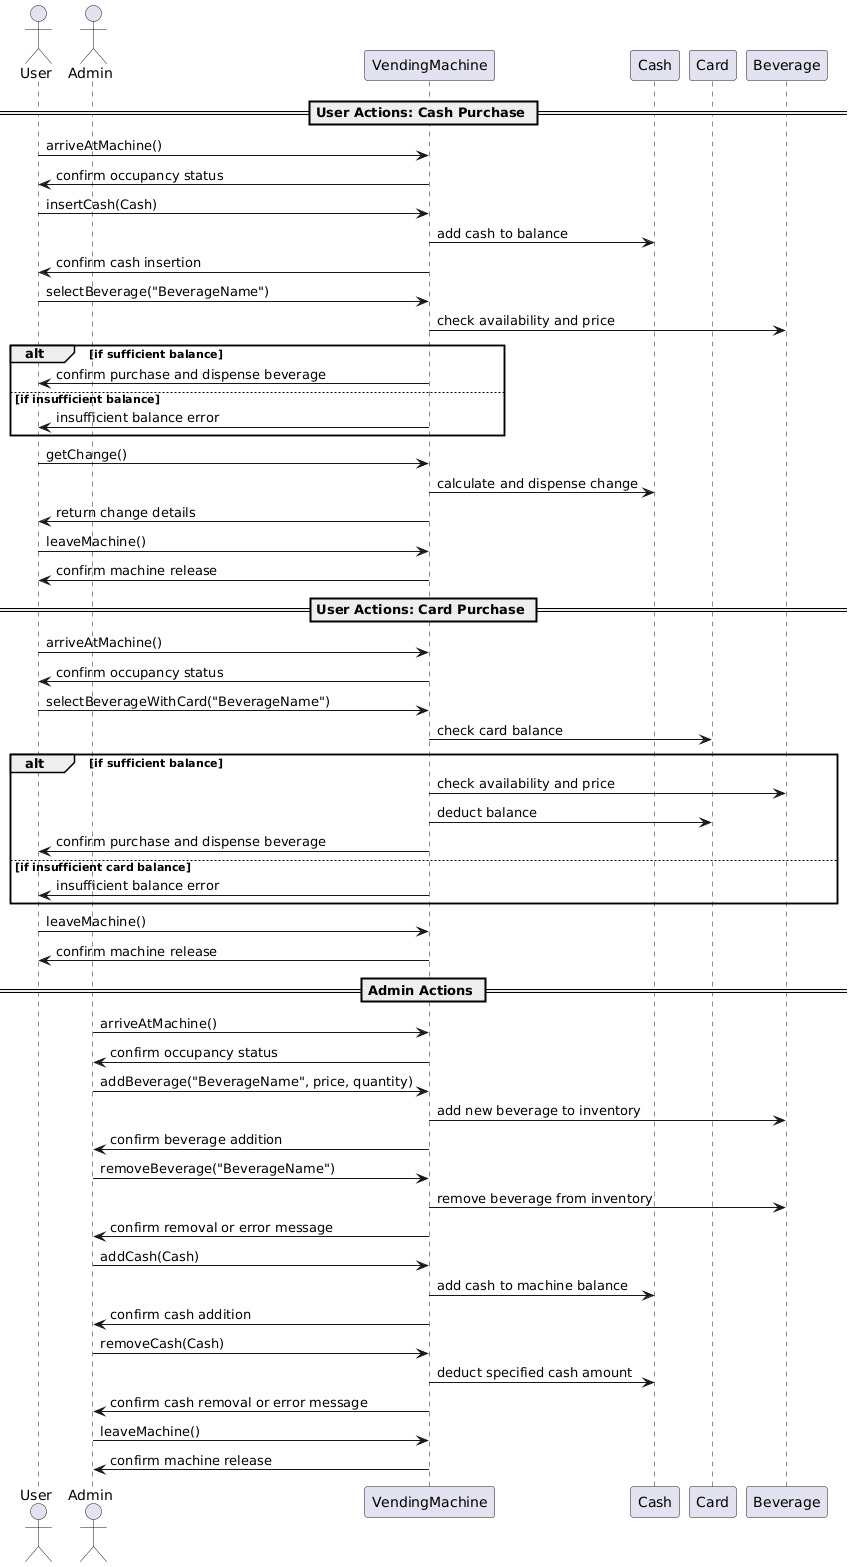 User
Admin
VendingMachine
Cash
Card
Beverage
User Actions: Cash Purchase
arriveAtMachine()
confirm occupancy status
insertCash(Cash)
add cash to balance
confirm cash insertion
selectBeverage("BeverageName")
check availability and price
alt
[if sufficient balance]
confirm purchase and dispense beverage
[if insufficient balance]
insufficient balance error
getChange()
calculate and dispense change
return change details
leaveMachine()
confirm machine release
User Actions: Card Purchase
arriveAtMachine()
confirm occupancy status
selectBeverageWithCard("BeverageName")
check card balance
alt
[if sufficient balance]
check availability and price
deduct balance
confirm purchase and dispense beverage
[if insufficient card balance]
insufficient balance error
leaveMachine()
confirm machine release
Admin Actions
arriveAtMachine()
confirm occupancy status
addBeverage("BeverageName", price, quantity)
add new beverage to inventory
confirm beverage addition
removeBeverage("BeverageName")
remove beverage from inventory
confirm removal or error message
addCash(Cash)
add cash to machine balance
confirm cash addition
removeCash(Cash)
deduct specified cash amount
confirm cash removal or error message
leaveMachine()
confirm machine release
User
Admin
VendingMachine
Cash
Card
Beverage